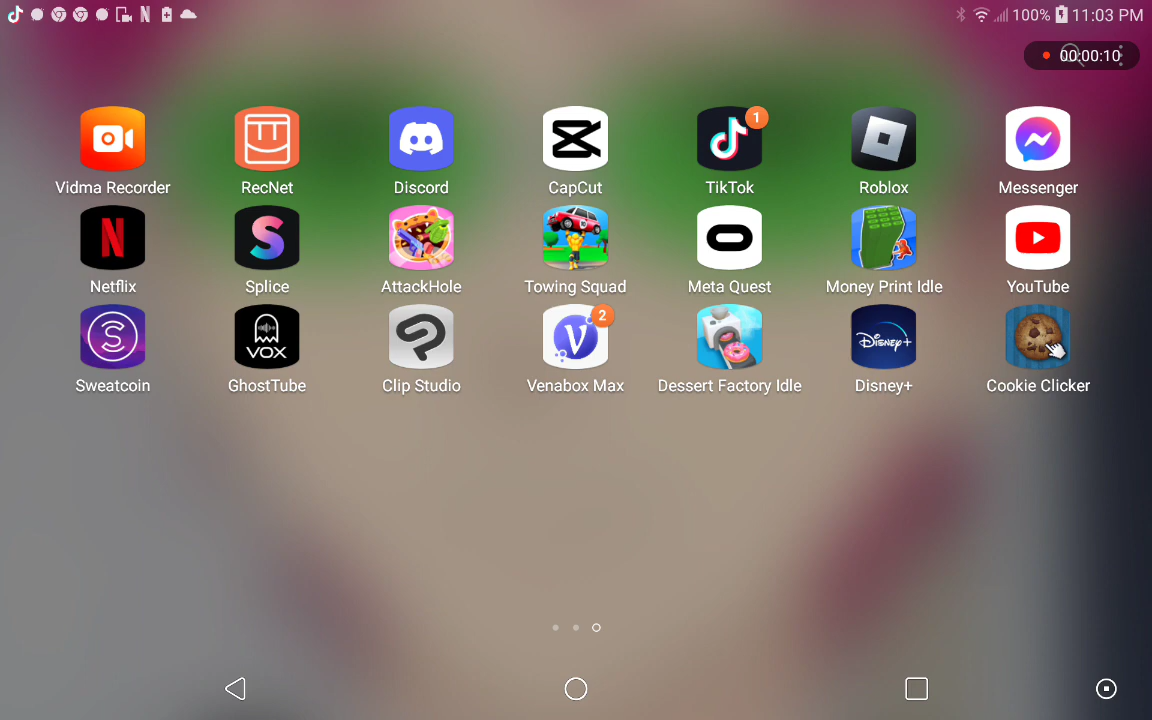 100% 11:03 PM
00:00:10
1
Vidma Recorder RecNet Discord CapCut TikTok Roblox Messenger
Netflix Splice AttackHole Towing Squad Meta Quest Money Print Idle YouTube
VOX
2
Disney+
Sweatcoin GhostTube Clip Studio Venabox Max Dessert Factory Idle Disney+ Cookie Clicker